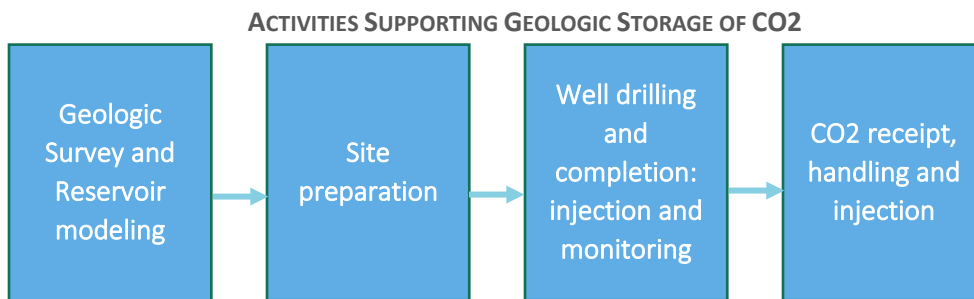 ACTIVITIES SUPPORTING GEOLOGIC STORAGE OF CO2
Geologic
Survey and
Reservoir
modeling
Site
preparation
Well drilling
and
completion:
injection and
monitoring
CO2 receipt,
handling and
injection